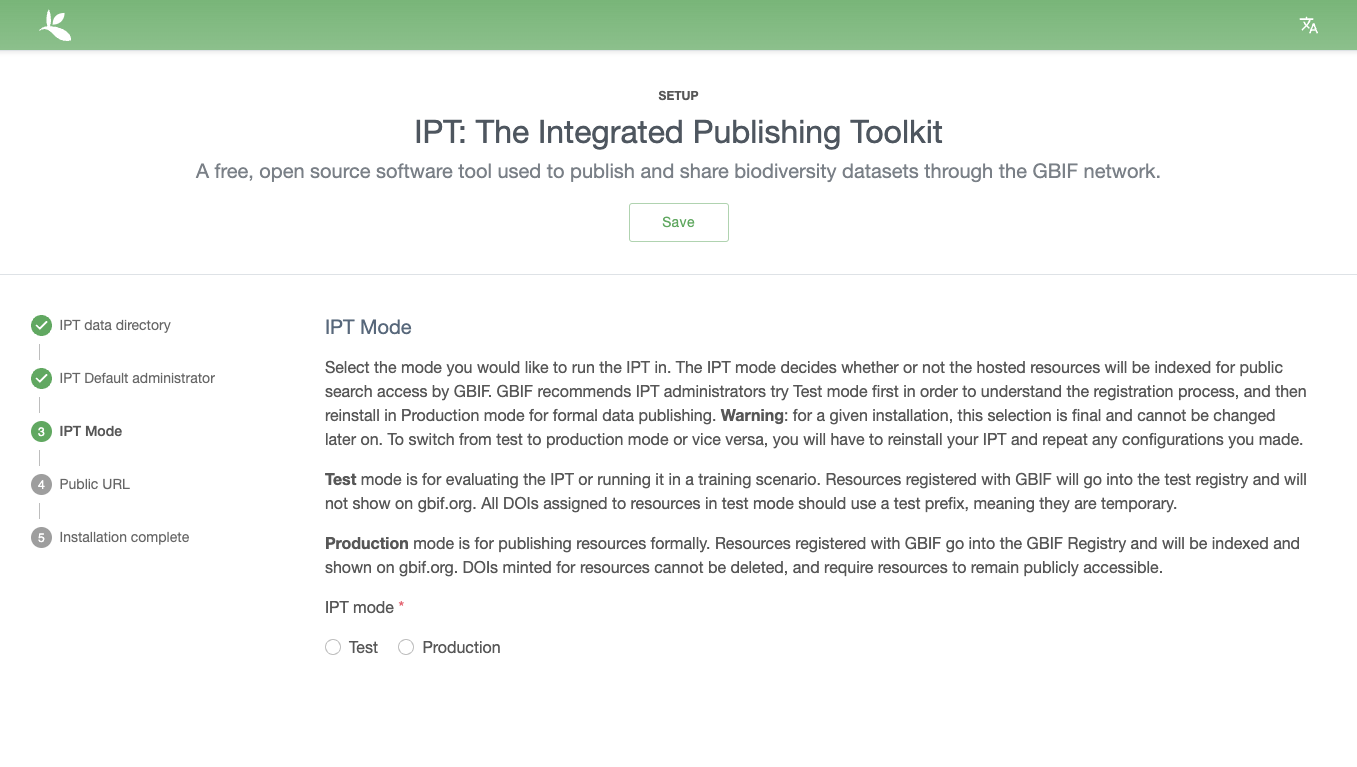 SETUP
IPT: The Integrated Publishing Toolkit
A free, open source software tool used to publish and share biodiversity datasets through the GBIF network.
Save
IPT data directory
IPT Default administrator
3 IPT Mode
4 Public URL
5 Installation complete
IPT Mode
Select the mode you would like to run the IPT in. The IPT mode decides whether or not the hosted resources will be indexed for public
search access by GBIF. GBIF recommends IPT administrators try Test mode first in order to understand the registration process, and then
reinstall in Production mode for formal data publishing. Warning: for a given installation, this selection is final and cannot be changed
later on. To switch from test to production mode or vice versa, you will have to reinstall your IPT and repeat any configurations you made.
Test mode is for evaluating the IPT or running it in a training scenario. Resources registered with GBIF will go into the test registry and will
not show on gbif.org. All DOIs assigned to resources in test mode should use a test prefix, meaning they are temporary.
Production mode is for publishing resources formally. Resources registered with GBIF go into the GBIF Registry and will be indexed and
shown on gbif.org. DOIs minted for resources cannot be deleted, and require resources to remain publicly accessible.
IPT mode *
Test Production